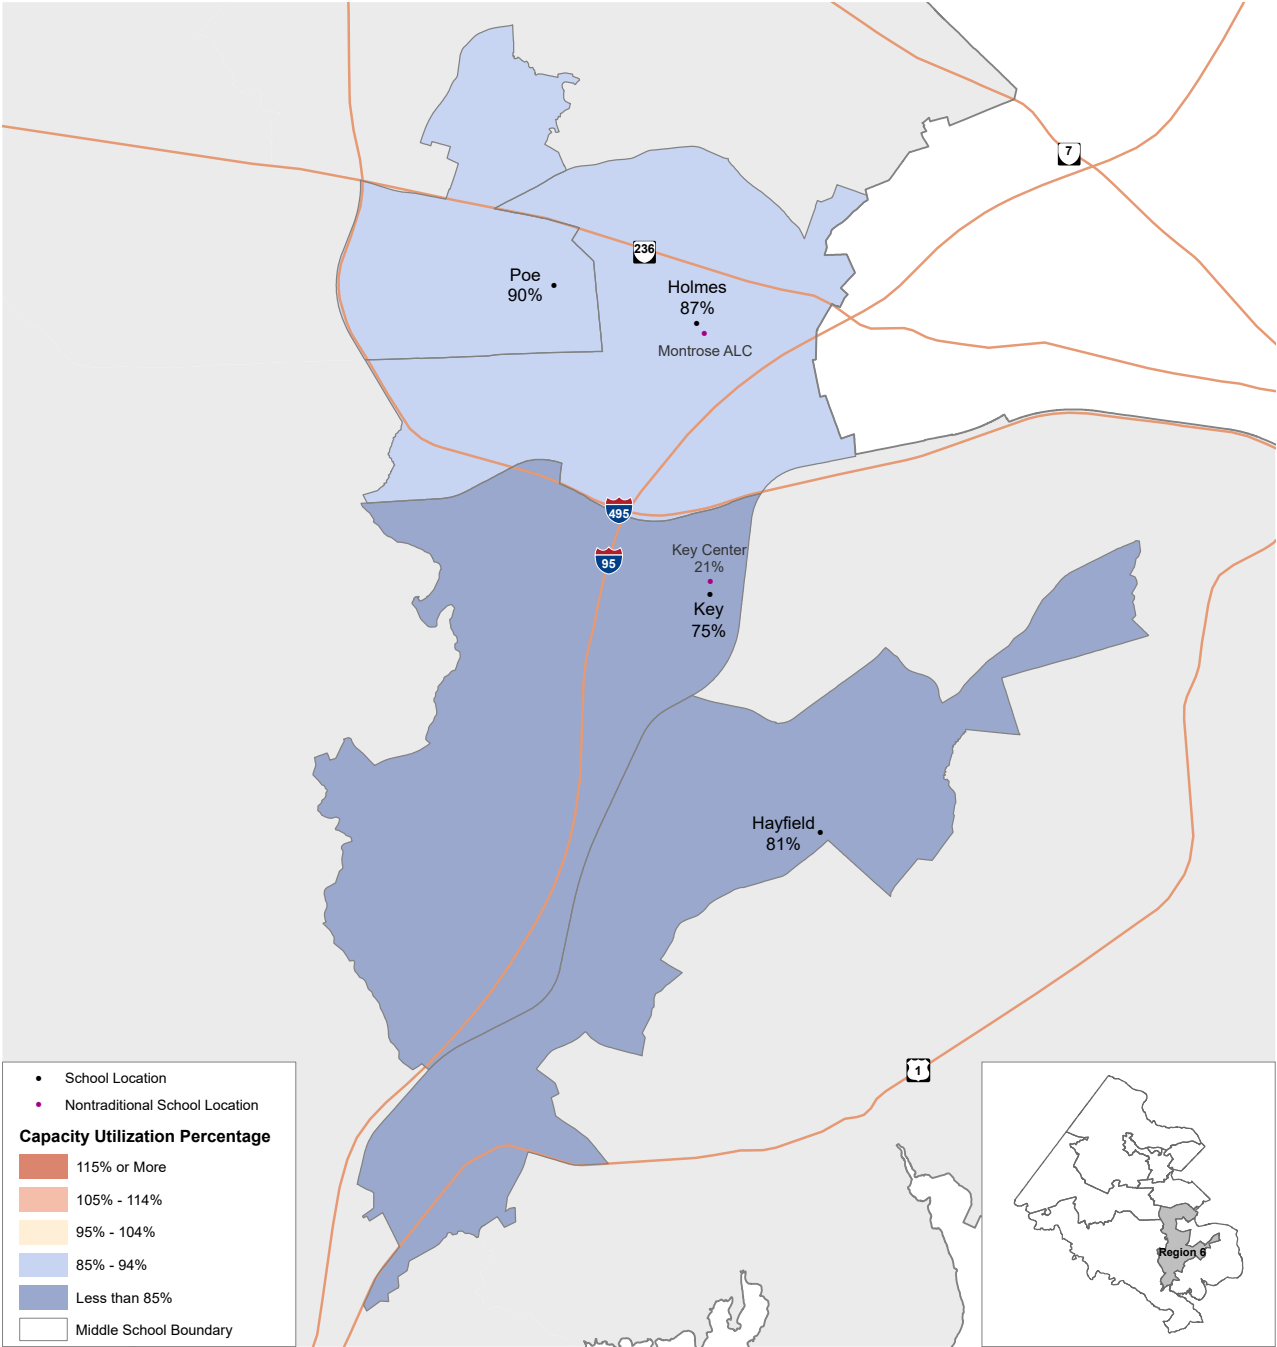 7
236
Poe
90%
Holmes
87%
Montrose ALC
495
95
Key Center
21%
Key
75%
Hayfield
81%
1
School Location
Nontraditional School Location
Capacity Utilization Percentage
115% or More
105% - 114%
95% - 104%
85% - 94%
Less than 85%
Middle School Boundary
Region 6